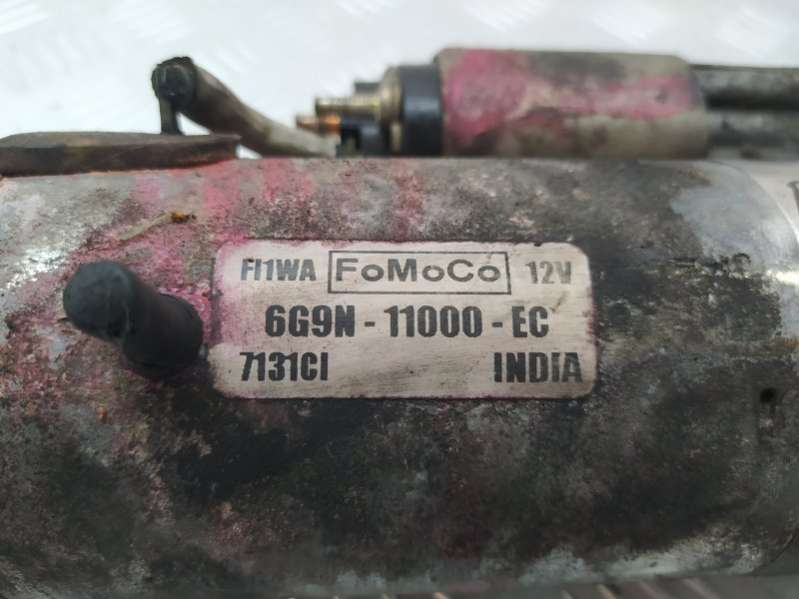 FI1WA FoMoCo 12V
6G9N - 11000 - EC
7131CI INDIA